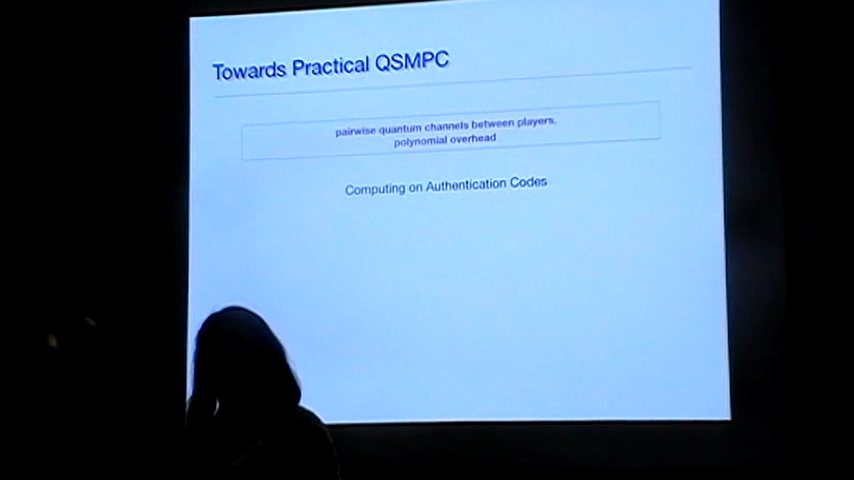 Towards Practical QSMPC
pairwise quantum channels between players,
polynomial overhead
Computing on Authentication Codes